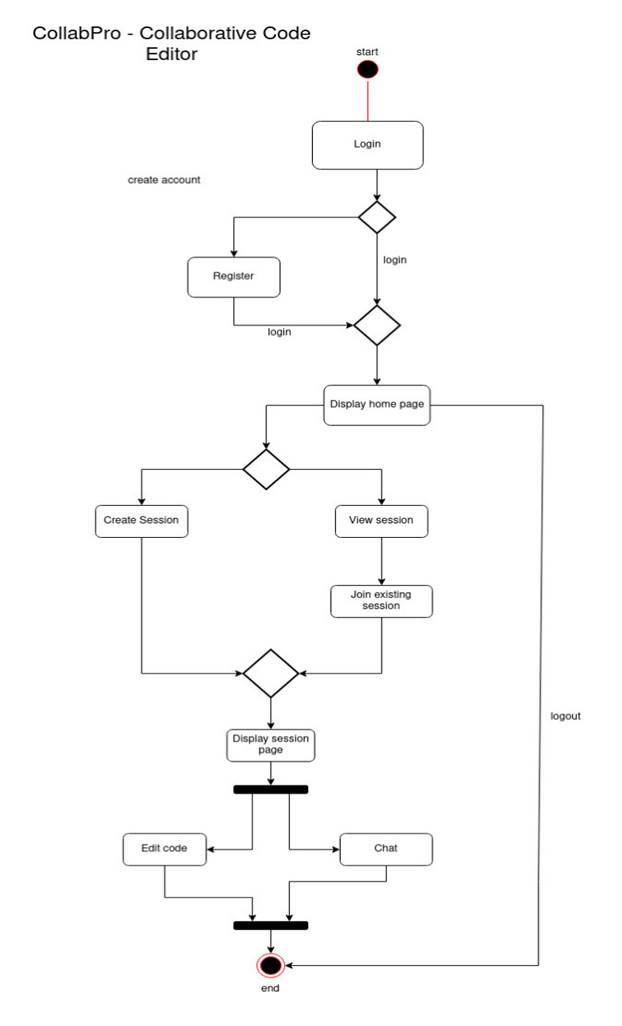 CollabPro - Collaborative Code
Editor
start
Login
create account
login
Register
login
Display home page
Create Session
View session
Join existing
session
logout
Display session
page
Edit code
Chat
end